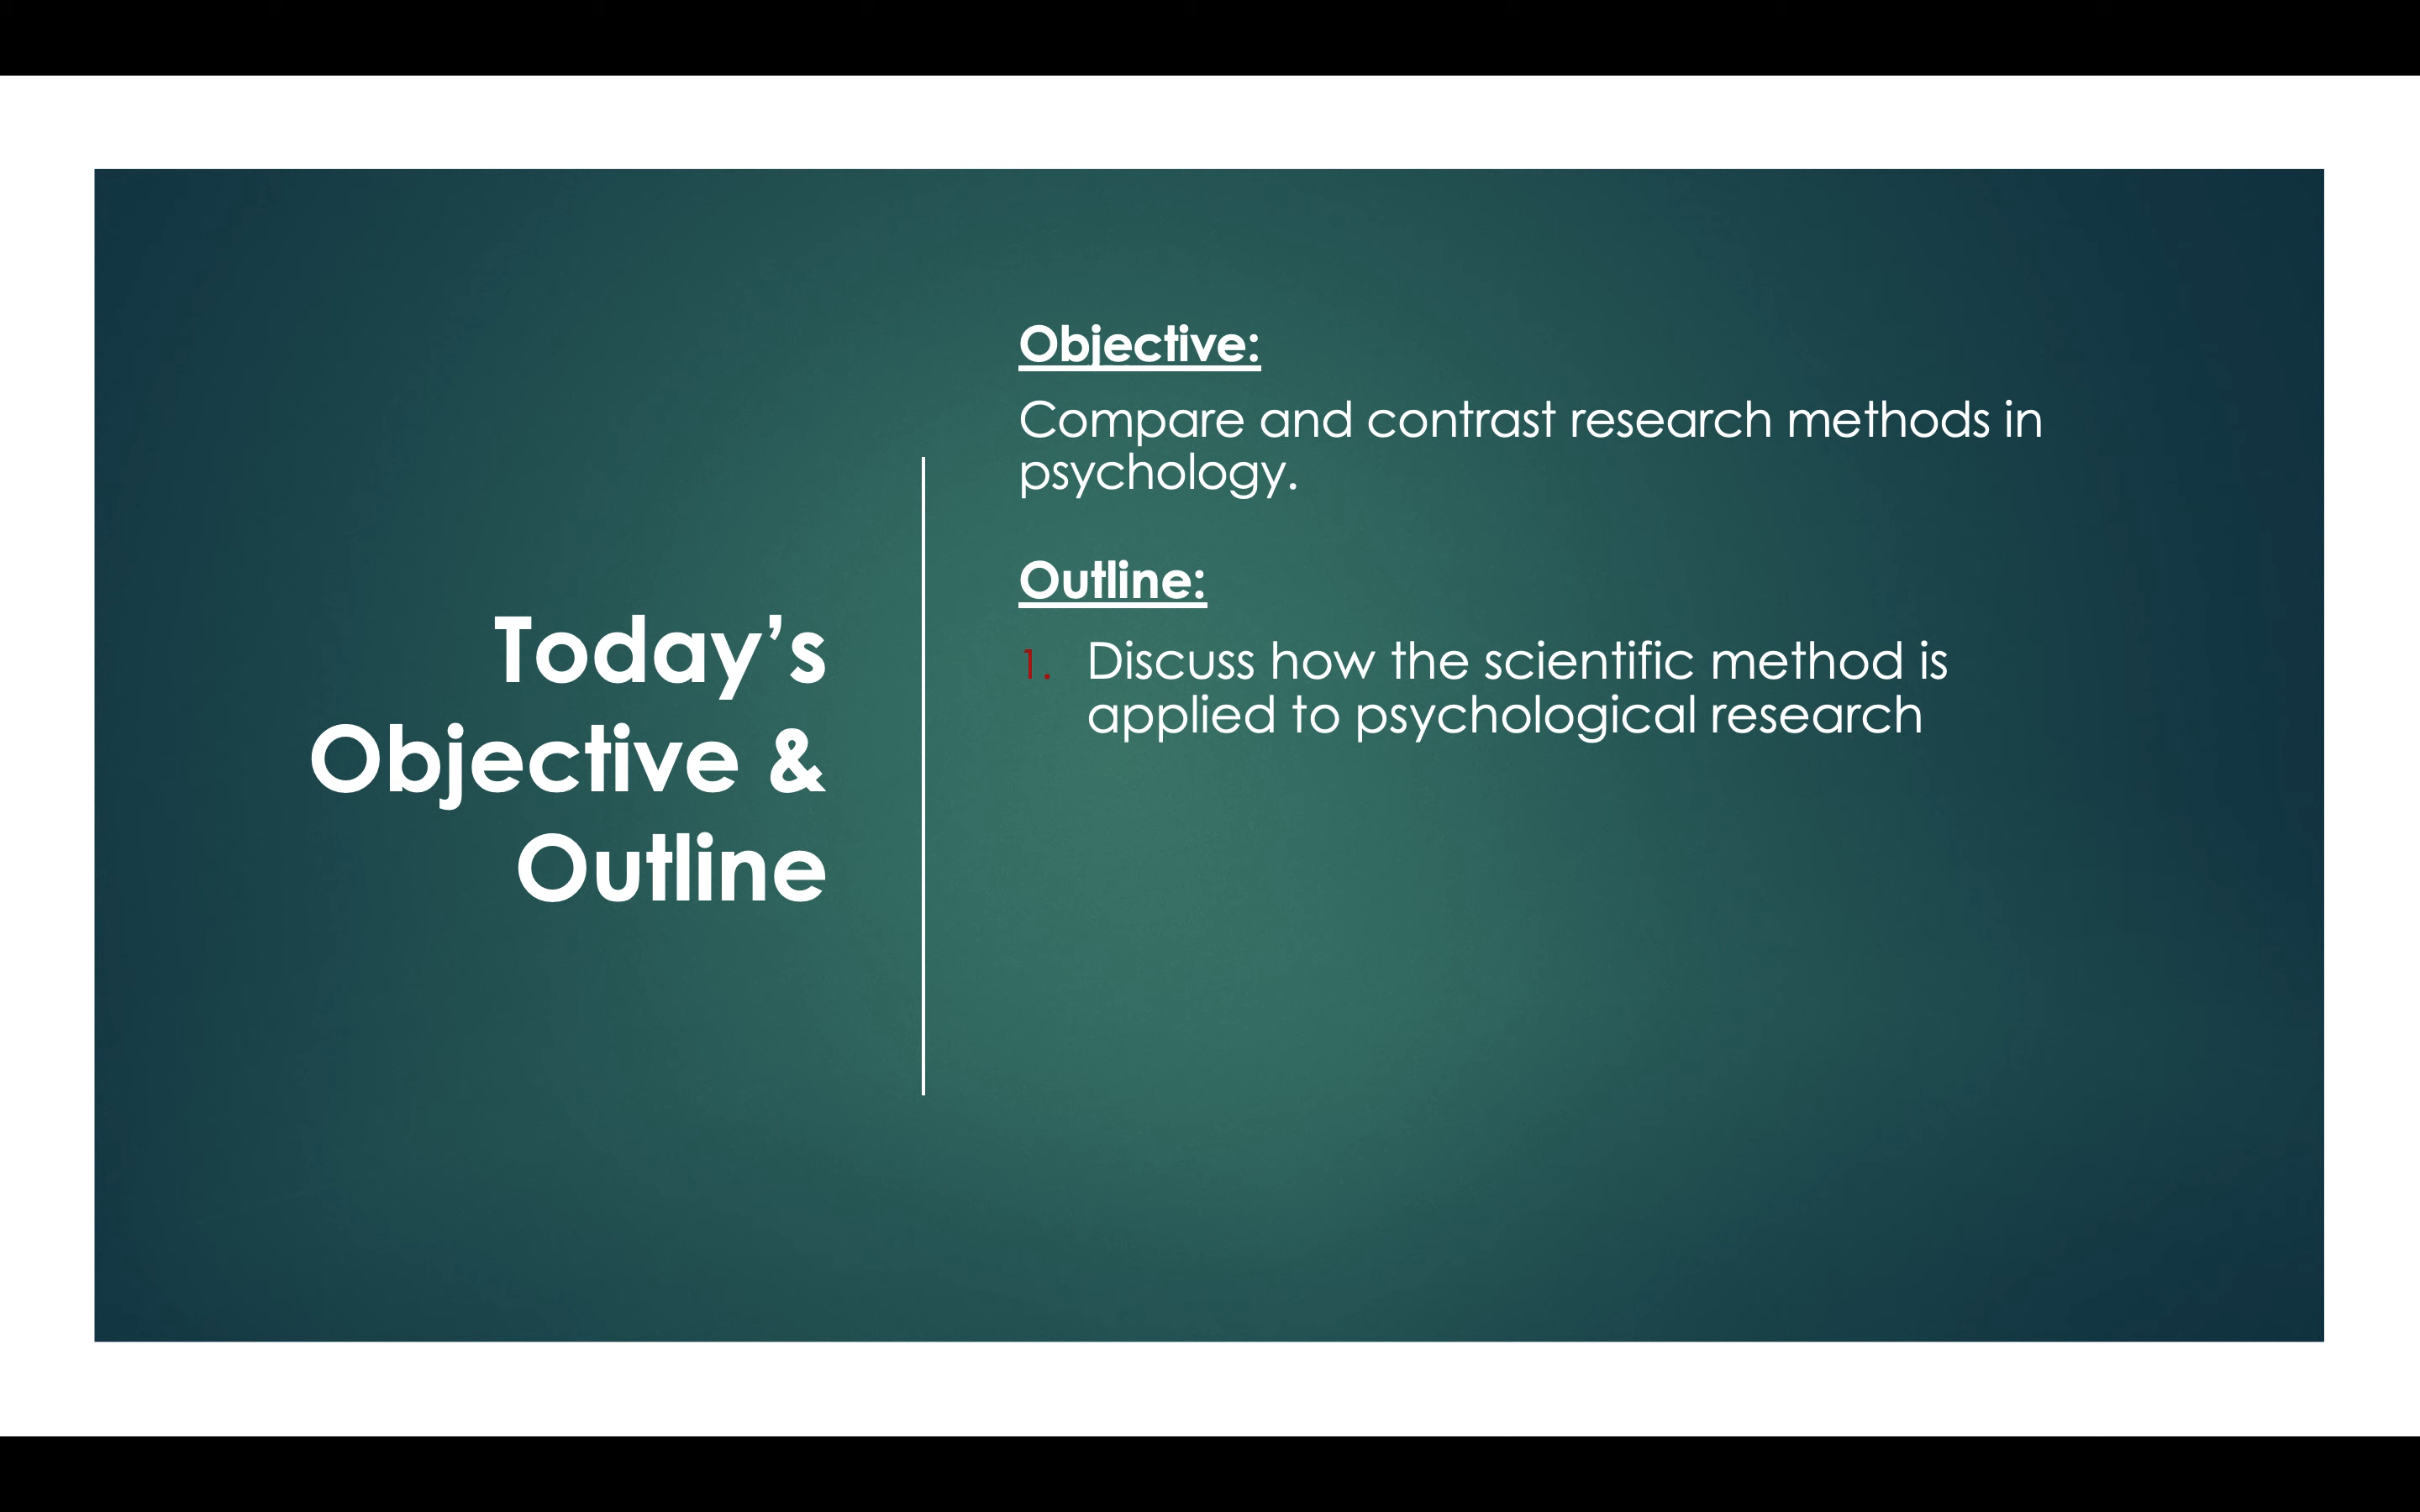 Today’s
Objective &
Outline
Objective:
Compare and contrast research methods in
psychology.
Outline:
1. Discuss how the scientific method is
applied to psychological research